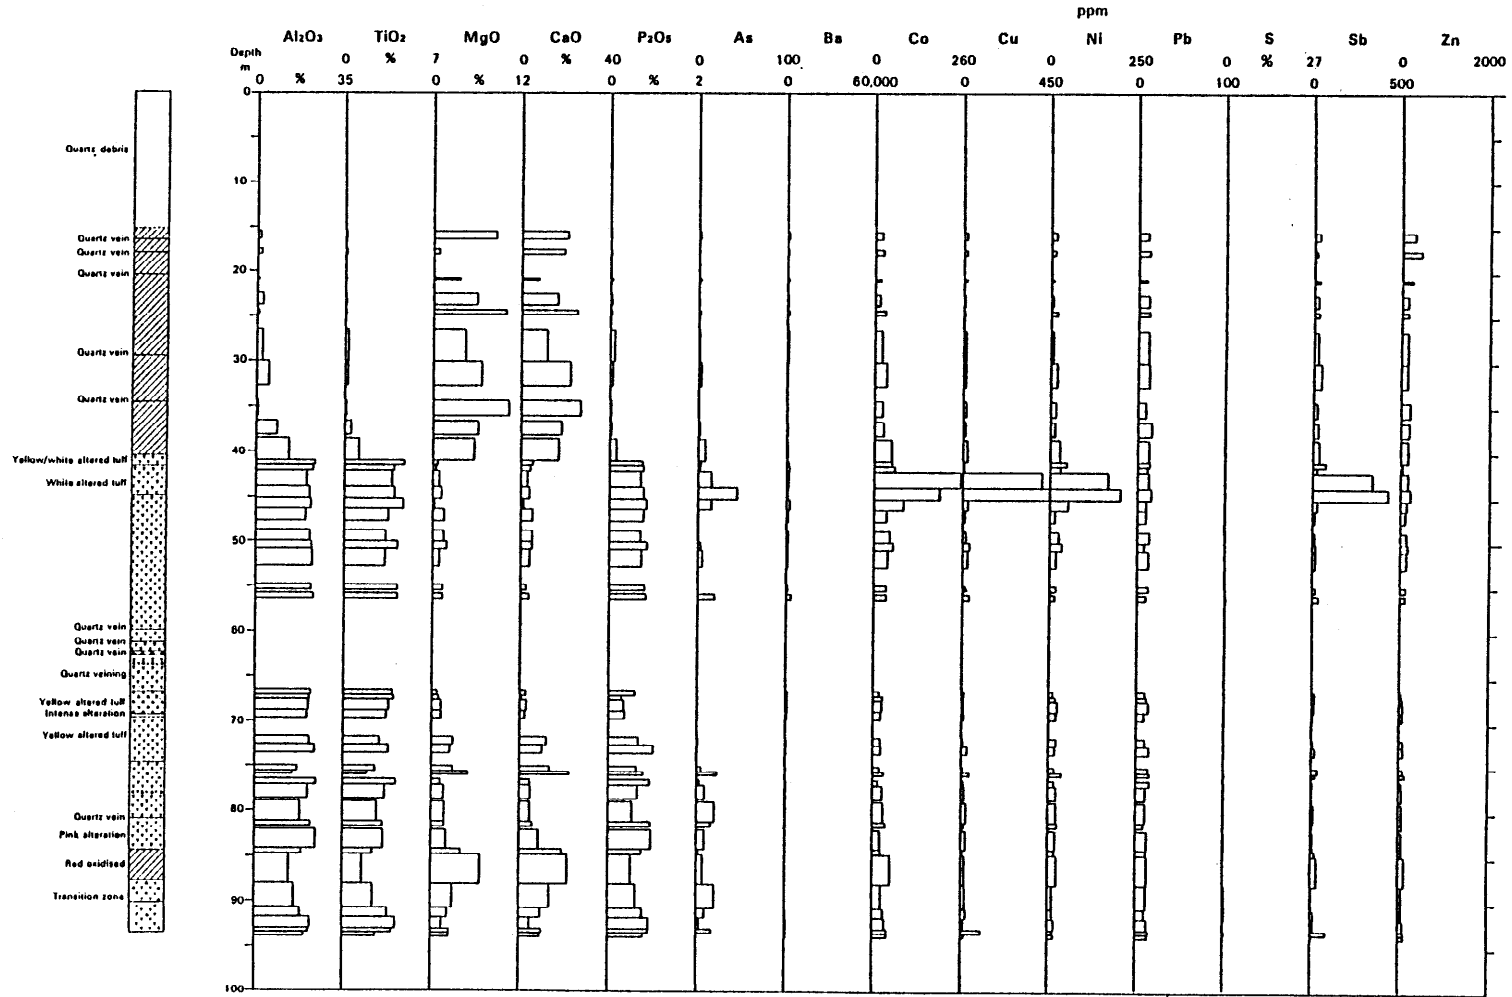 ppm
Al₂O₃ TiO₂ MgO CaO P₂O₅ As Ba Co Cu Ni Pb S Sb Zn
Depth 0 % 7 0 % 40 0 100 0 260 0 250 0 % 27 0 2000
m 0 % 35 0 % 12 0 % 2 0 60,000 0 450 0 100 0 500
0
Quartz debris
10
Quartz vein
Quartz vein
20
Quartz vein
Quartz vein
30
Quartz vein
40
Yellow/white altered tuff
White altered tuff
50
Quartz vein
60
Quartz vein
Quartz vein
Quartz veining
Yellow altered tuff
Intense alteration
70
Yellow altered tuff
80
Quartz vein
Pink alteration
Red oxidised
Transition zone
90
100